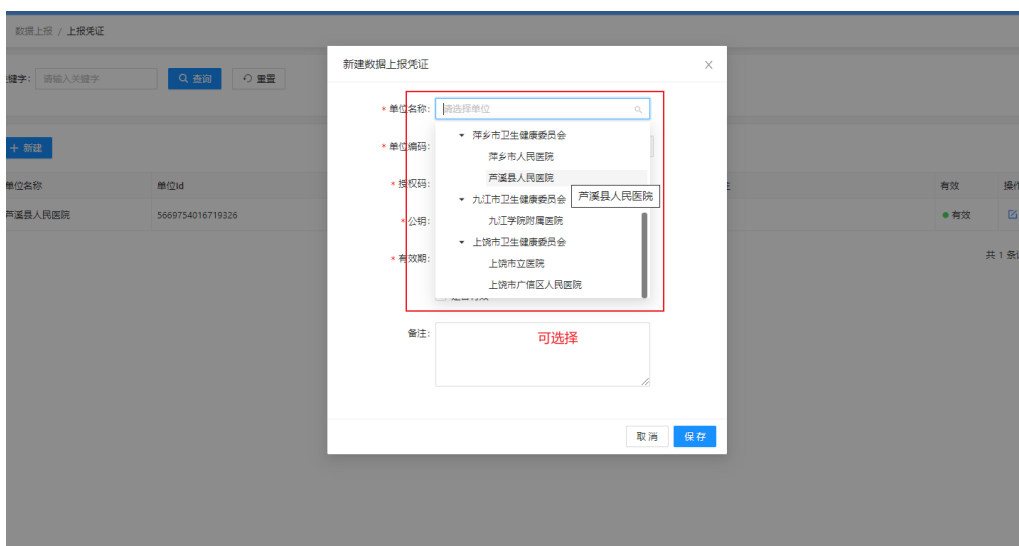 数据上报 / 上报凭证
键字: 请输入关键字 查询 重置
+ 新建
单位名称 单位Id 有效 操作
芦溪县人民医院 5669754016719326 有效
共 1 条
新建数据上报凭证
* 单位名称: 请选择单位
* 单位编码:
* 授权码:
* 公钥:
* 有效期:
萍乡市卫生健康委员会
萍乡市人民医院
芦溪县人民医院
芦溪县人民医院
九江市卫生健康委员会
九江学院附属医院
上饶市卫生健康委员会
上饶市立医院
上饶市广信区人民医院
备注:
可选择
取消 保存